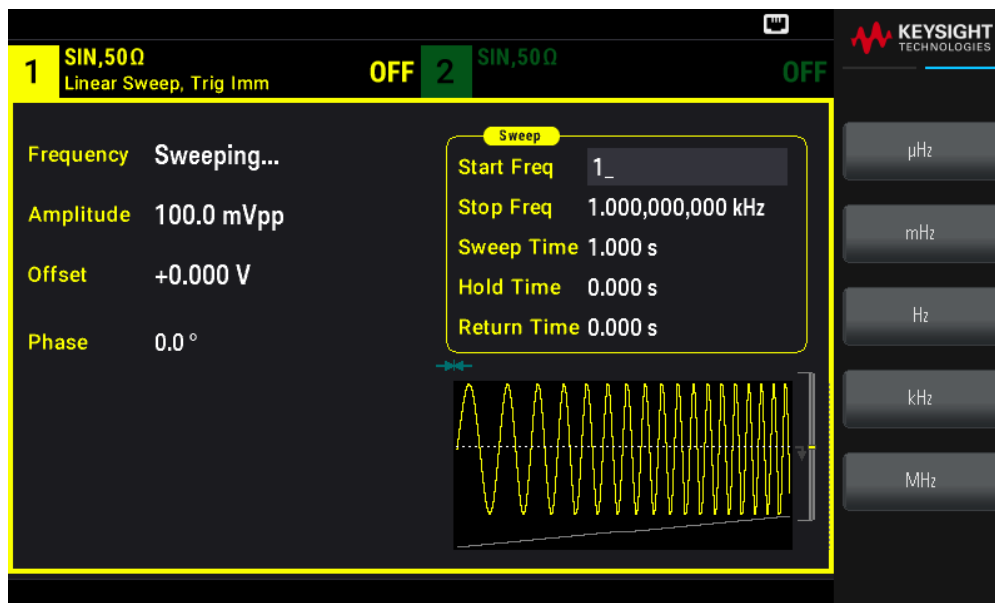 KEYSIGHT
TECHNOLOGIES
1 SIN,50Ω OFF
Linear Sweep, Trig Imm
2 SIN,50Ω OFF
Frequency Sweeping...
Amplitude 100.0 mVpp
Offset +0.000 V
Phase 0.0 °
Sweep
Start Freq 1_
Stop Freq 1.000,000,000 kHz
Sweep Time 1.000 s
Hold Time 0.000 s
Return Time 0.000 s
µHz
mHz
Hz
kHz
MHz